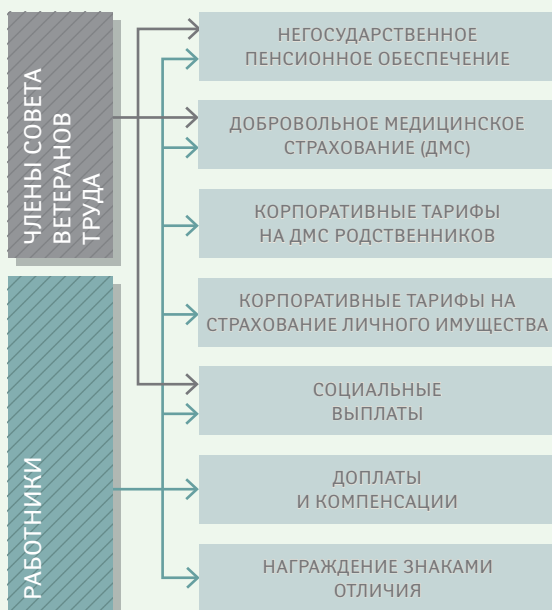 ЧЛЕНЫ СОВЕТА
ВЕТЕРАНОВ
ТРУДА
РАБОТНИКИ
НЕГОСУДАРСТВЕННОЕ
ПЕНСИОННОЕ ОБЕСПЕЧЕНИЕ
ДОБРОВОЛЬНОЕ МЕДИЦИНСКОЕ
СТРАХОВАНИЕ (ДМС)
КОРПОРАТИВНЫЕ ТАРИФЫ
НА ДМС РОДСТВЕННИКОВ
КОРПОРАТИВНЫЕ ТАРИФЫ НА
СТРАХОВАНИЕ ЛИЧНОГО ИМУЩЕСТВА
СОЦИАЛЬНЫЕ
ВЫПЛАТЫ
ДОПЛАТЫ
И КОМПЕНСАЦИИ
НАГРАЖДЕНИЕ ЗНАКАМИ
ОТЛИЧИЯ